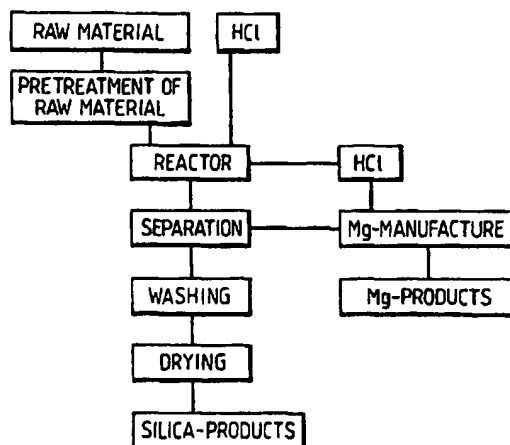 RAW MATERIAL
HCl
PRETREATMENT OF
RAW MATERIAL
REACTOR
HCl
SEPARATION
Mg-MANUFACTURE
WASHING
Mg-PRODUCTS
DRYING
SILICA-PRODUCTS